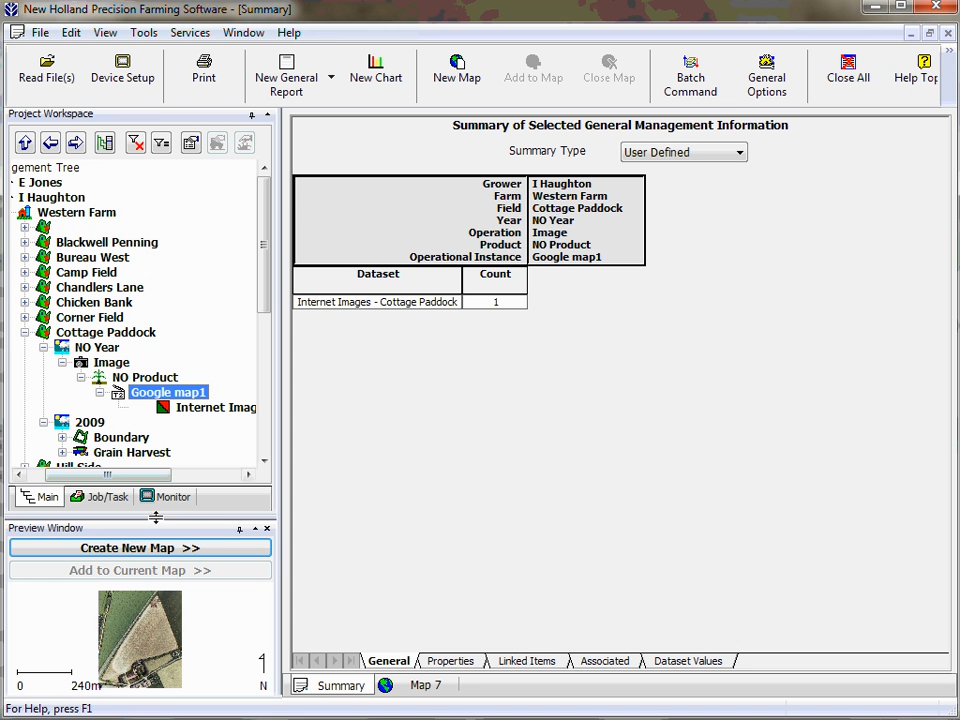 New Holland Precision Farming Software - [Summary]
File Edit View Tools Services Window Help
Read File(s) Device Setup Print New General Report New Chart New Map Add to Map Close Map Batch Command General Options Close All Help Top
Project Workspace
gement Tree
E Jones
I Haughton
Western Farm
Blackwell Penning
Bureau West
Camp Field
Chandlers Lane
Chicken Bank
Corner Field
Cottage Paddock
NO Year
Image
NO Product
Google map1
Internet Imag
2009
Boundary
Grain Harvest
Hill Side
Main Job/Task Monitor
Preview Window
Create New Map >>
Add to Current Map >>
0 240m N
Summary of Selected General Management Information
Summary Type User Defined
Grower I Haughton
Farm Western Farm
Field Cottage Paddock
Year NO Year
Operation Image
Product NO Product
Operational Instance Google map1
Dataset Count
Internet Images - Cottage Paddock 1
General Properties Linked Items Associated Dataset Values
Summary Map 7
For Help, press F1